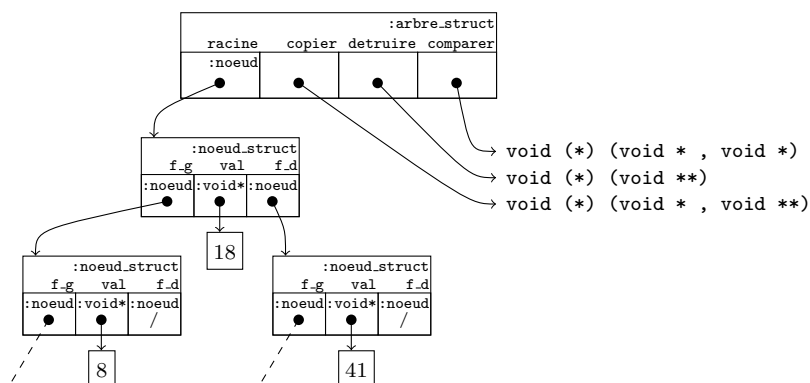 :arbre_struct
racine copier detruire comparer
:noeud
:noeud_struct
f_g val f_d
:noeud :void* :noeud
void (*) (void * , void *)
void (*) (void **)
void (*) (void * , void **)
18
:noeud_struct
f_g val f_d
:noeud :void* :noeud
/
8
:noeud_struct
f_g val f_d
:noeud :void* :noeud
/
41